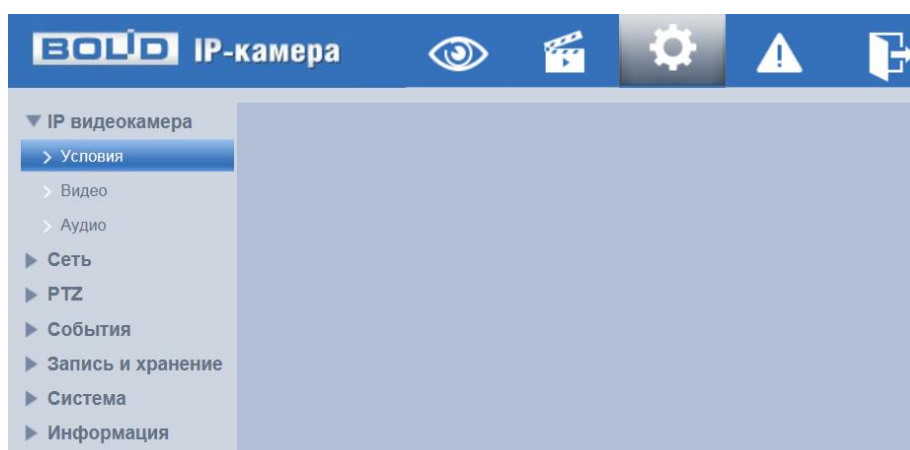 BOLID IP-камера
IP видеокамера
Условия
Видео
Аудио
Сеть
PTZ
События
Запись и хранение
Система
Информация